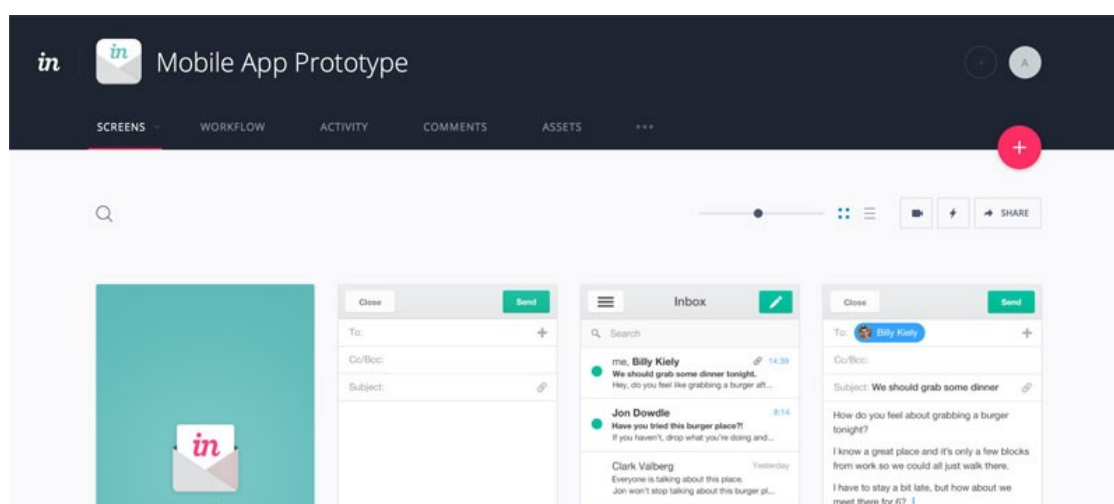 in
in
Mobile App Prototype
A
SCREENS
WORKFLOW
ACTIVITY
COMMENTS
ASSETS
SHARE
in
Close
Send
To:
Cc/Bcc:
Subject:
Inbox
Search
me, Billy Kiely
14:39
We should grab some dinner tonight.
Hey, do you feel like grabbing a burger aft...
Jon Dowdle
8:14
Have you tried this burger place?!
If you haven't, drop what you're doing and...
Clark Valberg
Yesterday
Everyone is talking about this place.
Jon won't stop talking about this burger pl...
Close
Send
To: Billy Kiely
Cc/Bcc:
Subject: We should grab some dinner
How do you feel about grabbing a burger
tonight?
I know a great place and it's only a few blocks
from work so we could all just walk there.
I have to stay a bit late, but how about we
meet there for 6?